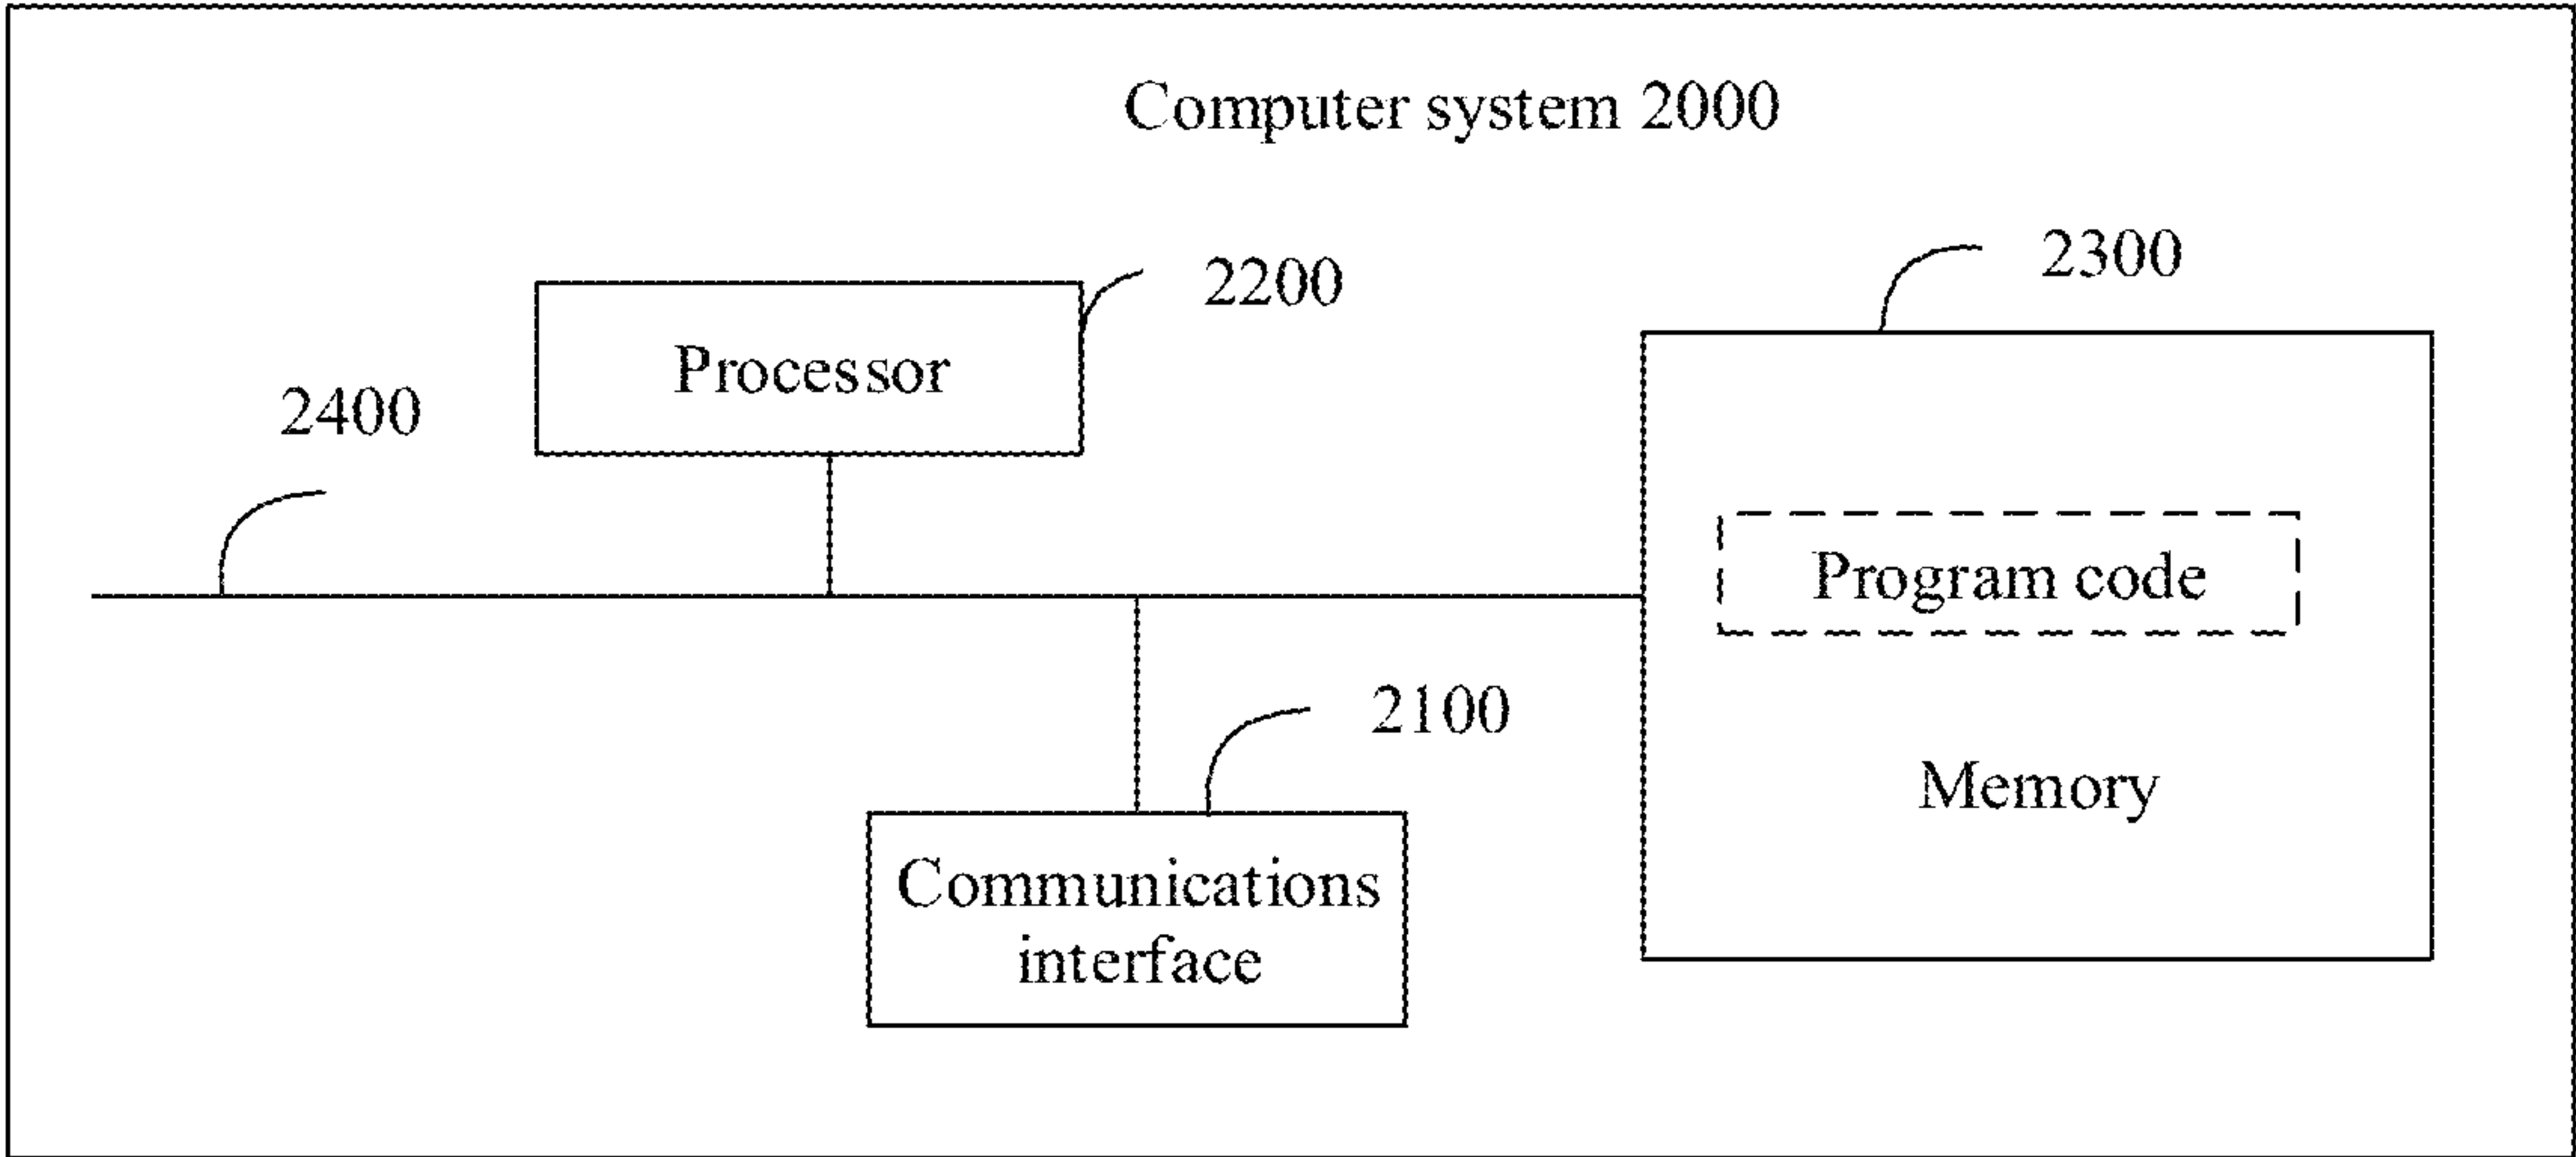 Computer system 2000
2300
2200
Processor
2400
Program code
2100
Memory
Communications
interface